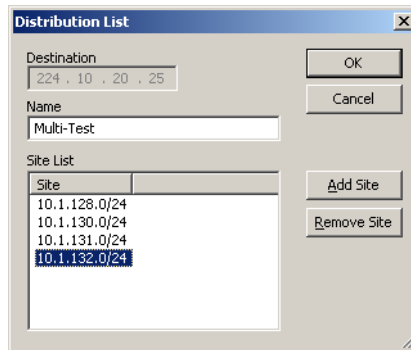 Distribution List
Destination
224 . 10 . 20 . 25
Name
Multi-Test
Site List
Site
10.1.128.0/24
10.1.130.0/24
10.1.131.0/24
10.1.132.0/24
OK
Cancel
Add Site
Remove Site